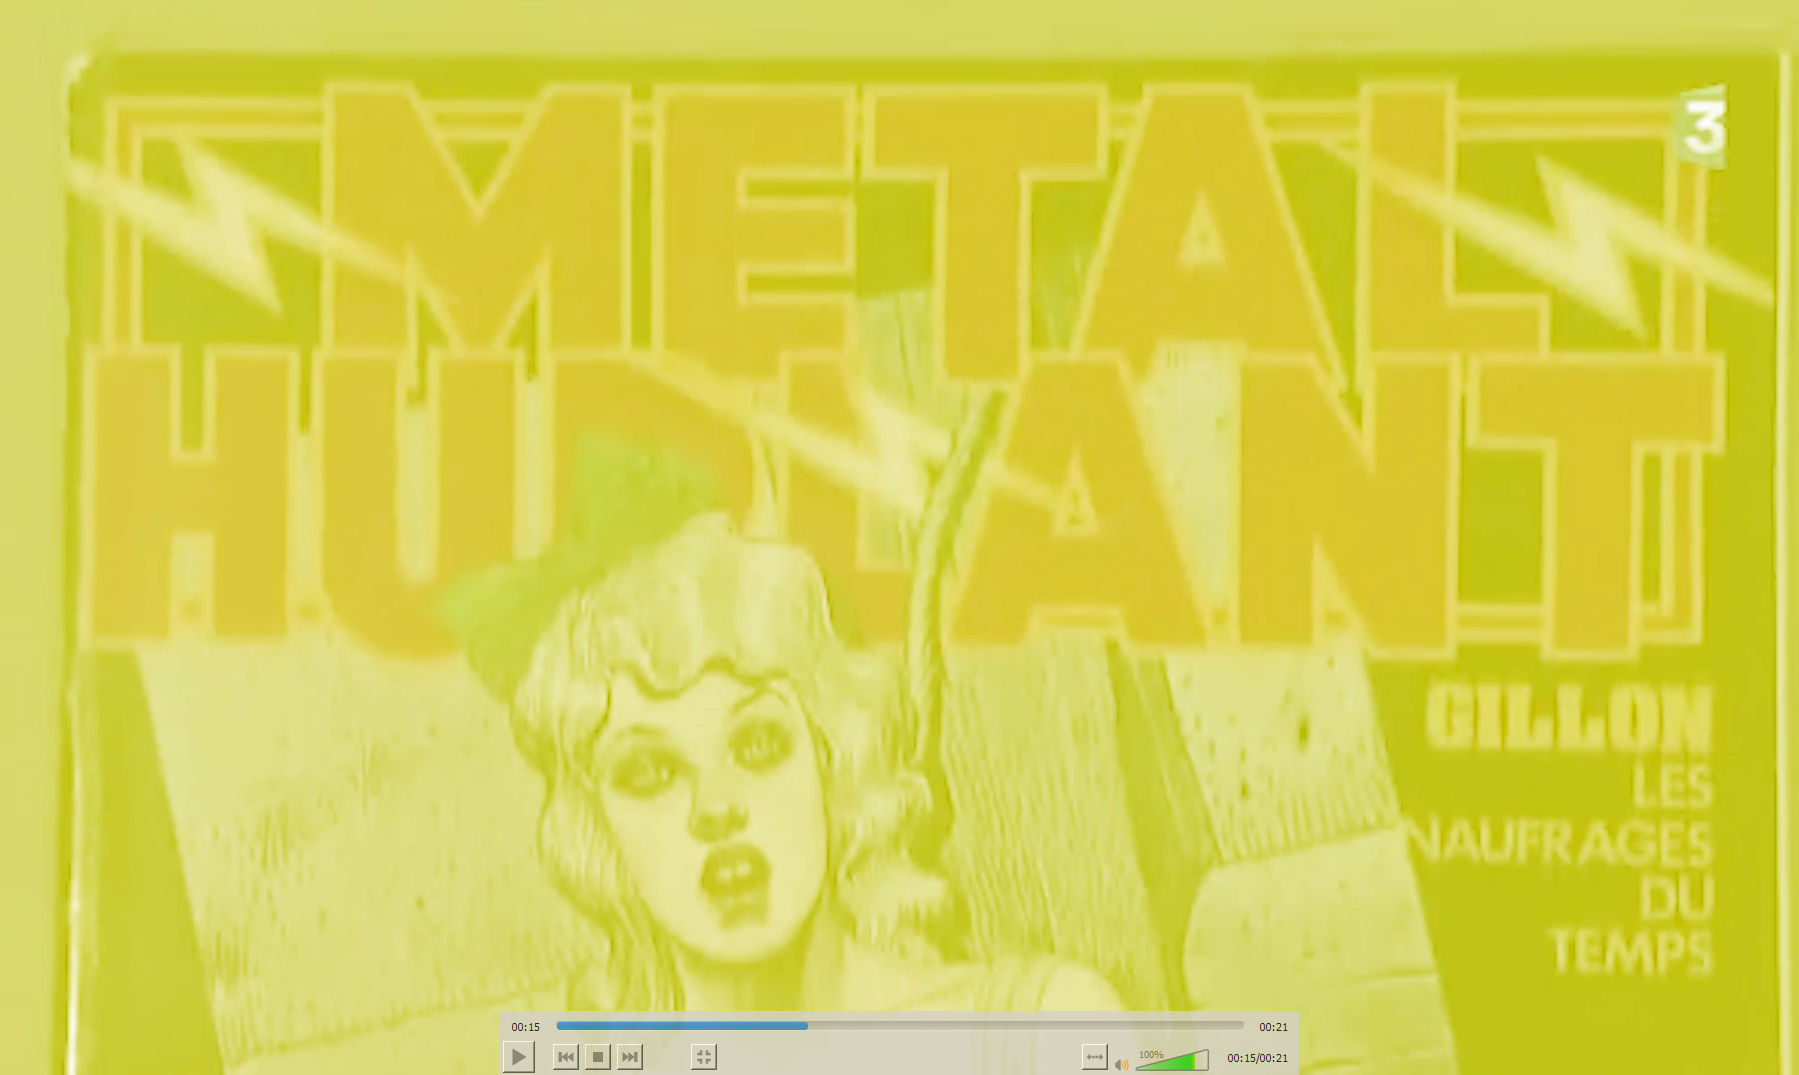 METAL
3
HURLANT
GILLON
LES
NAUFRAGES
DU
TEMPS
00:15
00:21
100%
00:15/00:21